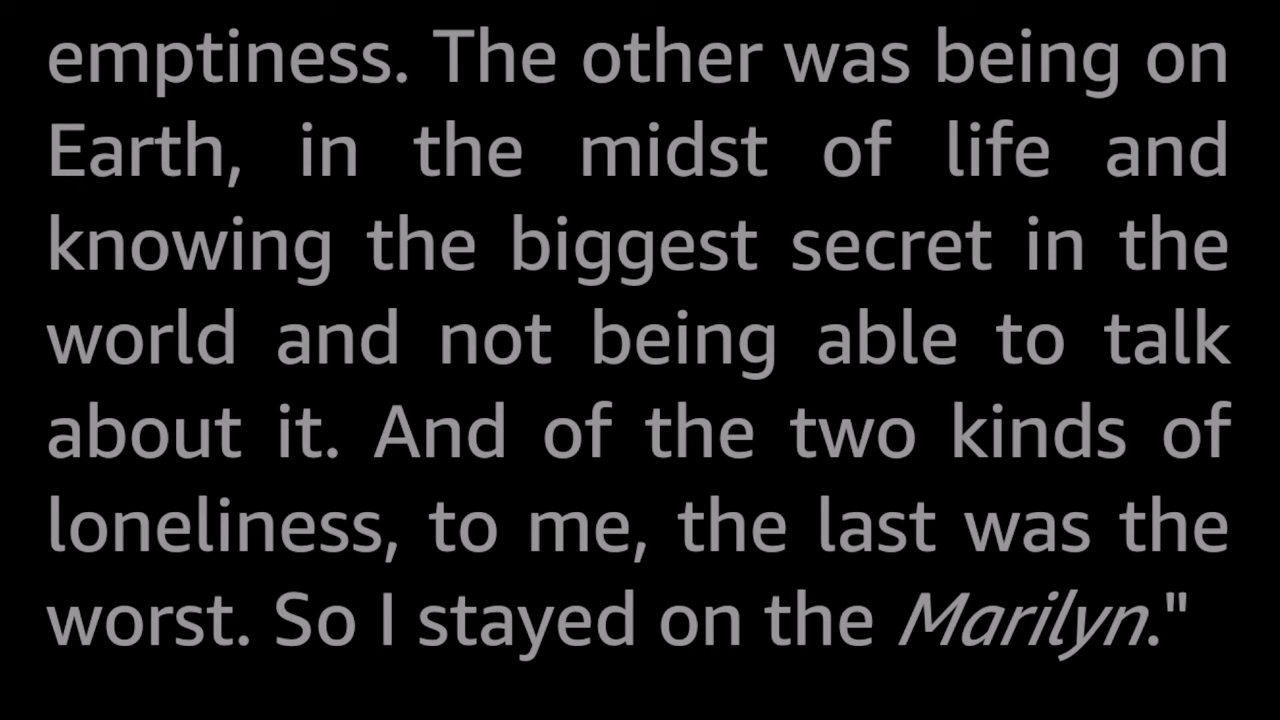 emptiness. The other was being on
Earth, in the midst of life and
knowing the biggest secret in the
world and not being able to talk
about it. And of the two kinds of
loneliness, to me, the last was the
worst. So I stayed on the Marilyn."